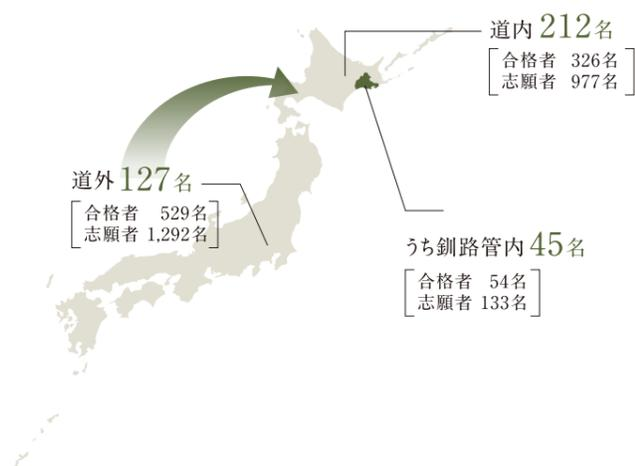 道内 212名
合格者 326名
志願者 977名
道外 127名
合格者 529名
志願者 1,292名
うち釧路管内 45名
合格者 54名
志願者 133名